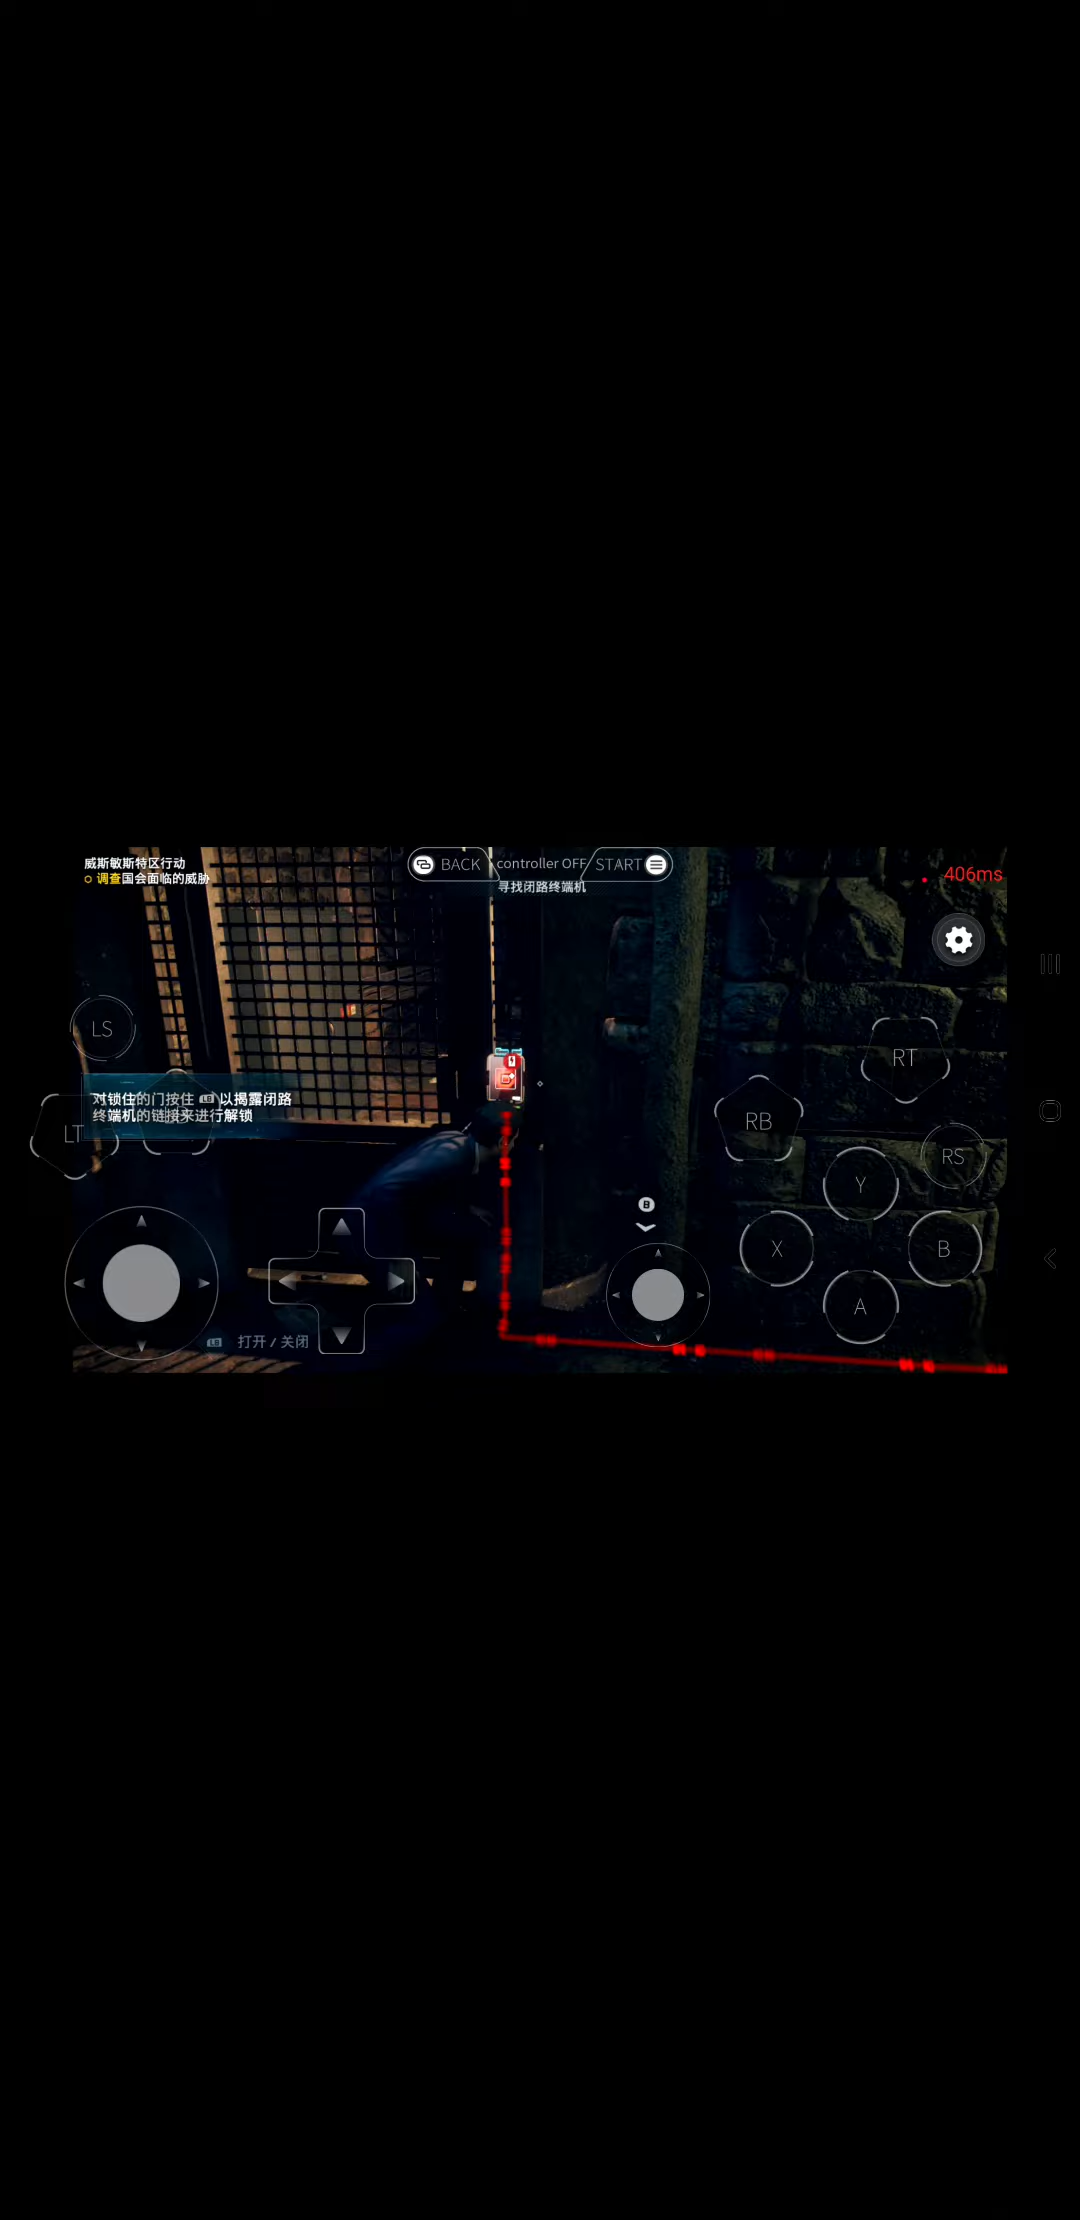 威斯敏斯特区行动
调查国会面临的威胁
BACK
controller OFF
START
寻找闭路终端机
406ms
LS
RT
对锁住的门按住 LB 以揭露闭路
终端机的链接来进行解锁
LT
RB
RS
Y
B
X
B
A
LB 打开 / 关闭